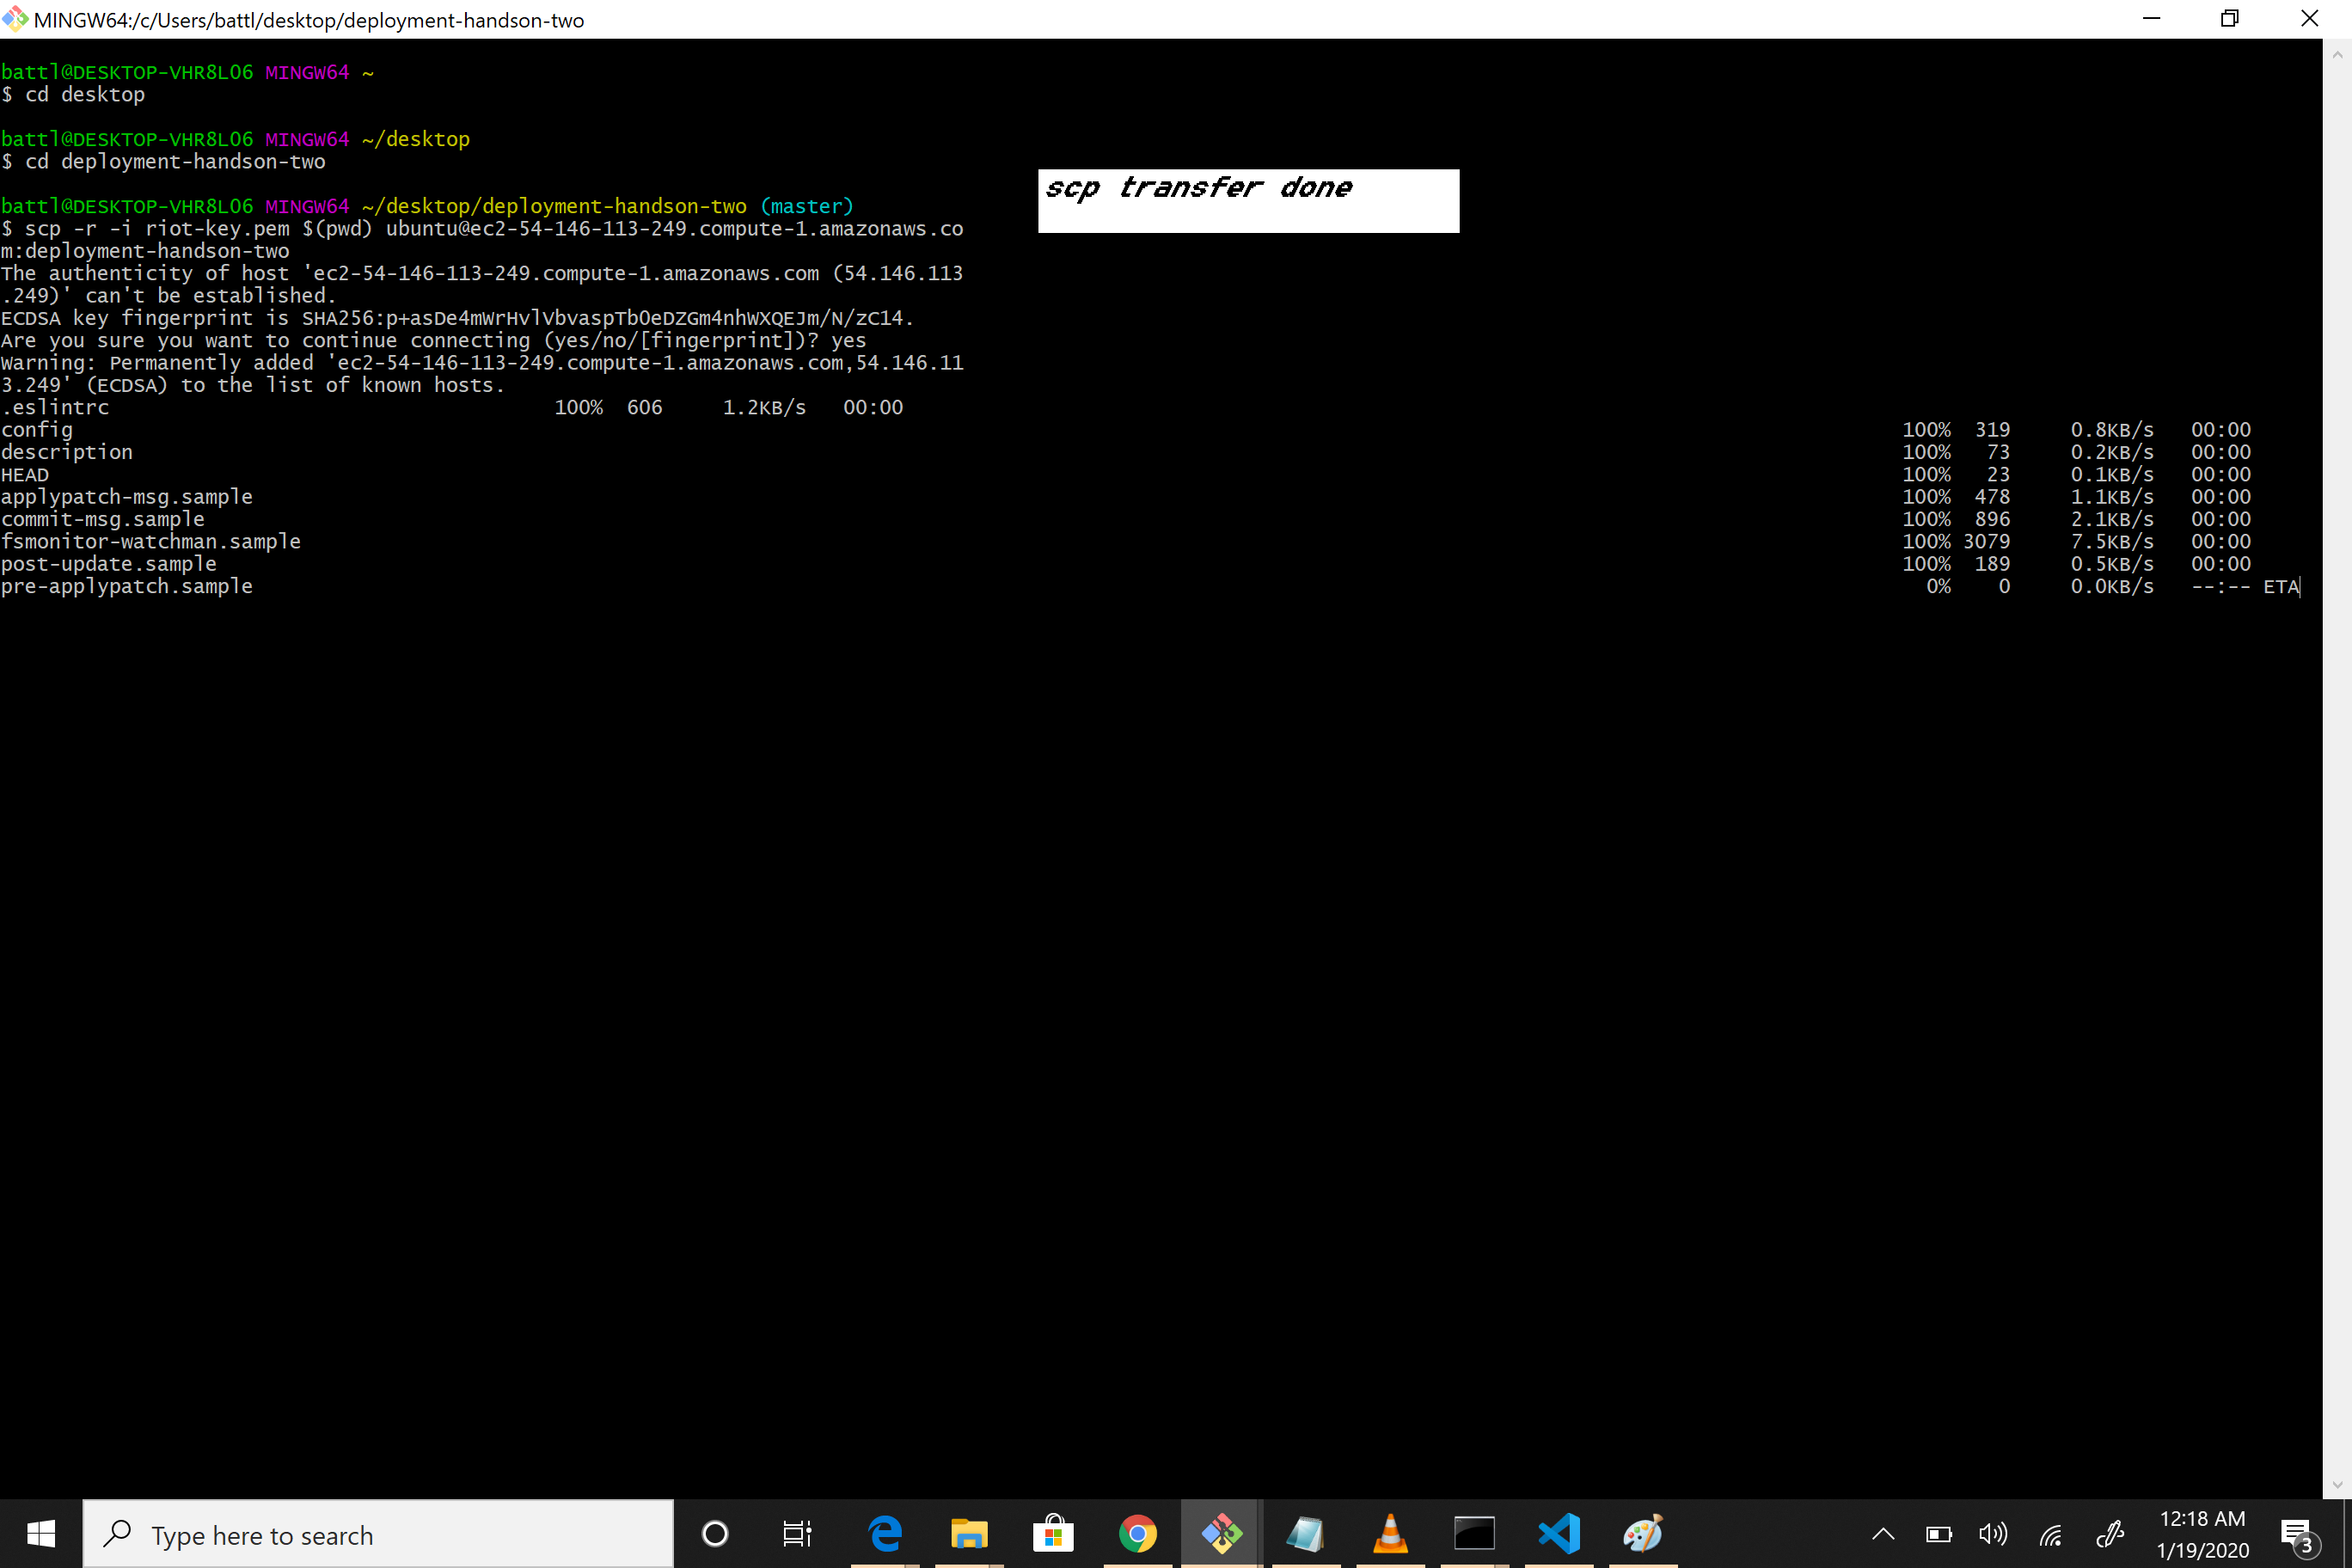 MINGW64:/c/Users/battl/desktop/deployment-handson-two
battl@DESKTOP-VHR8L06 MINGW64 ~
$ cd desktop
battl@DESKTOP-VHR8L06 MINGW64 ~/desktop
$ cd deployment-handson-two
scp transfer done
battl@DESKTOP-VHR8L06 MINGW64 ~/desktop/deployment-handson-two (master)
$ scp -r -i riot-key.pem $(pwd) ubuntu@ec2-54-146-113-249.compute-1.amazonaws.co
m:deployment-handson-two
The authenticity of host 'ec2-54-146-113-249.compute-1.amazonaws.com (54.146.113
.249)' can't be established.
ECDSA key fingerprint is SHA256:p+asDe4mWrHvlVbvaspTbOeDZGm4nhWXQEJm/N/zC14.
Are you sure you want to continue connecting (yes/no/[fingerprint])? yes
Warning: Permanently added 'ec2-54-146-113-249.compute-1.amazonaws.com,54.146.11
3.249' (ECDSA) to the list of known hosts.
.eslintrc 100% 606 1.2KB/s 00:00
config 100% 319 0.8KB/s 00:00
description 100% 73 0.2KB/s 00:00
HEAD 100% 23 0.1KB/s 00:00
applypatch-msg.sample 100% 478 1.1KB/s 00:00
commit-msg.sample 100% 896 2.1KB/s 00:00
fsmonitor-watchman.sample 100% 3079 7.5KB/s 00:00
post-update.sample 100% 189 0.5KB/s 00:00
pre-applypatch.sample 0% 0 0.0KB/s --:-- ETA
Type here to search
12:18 AM
1/19/2020
3